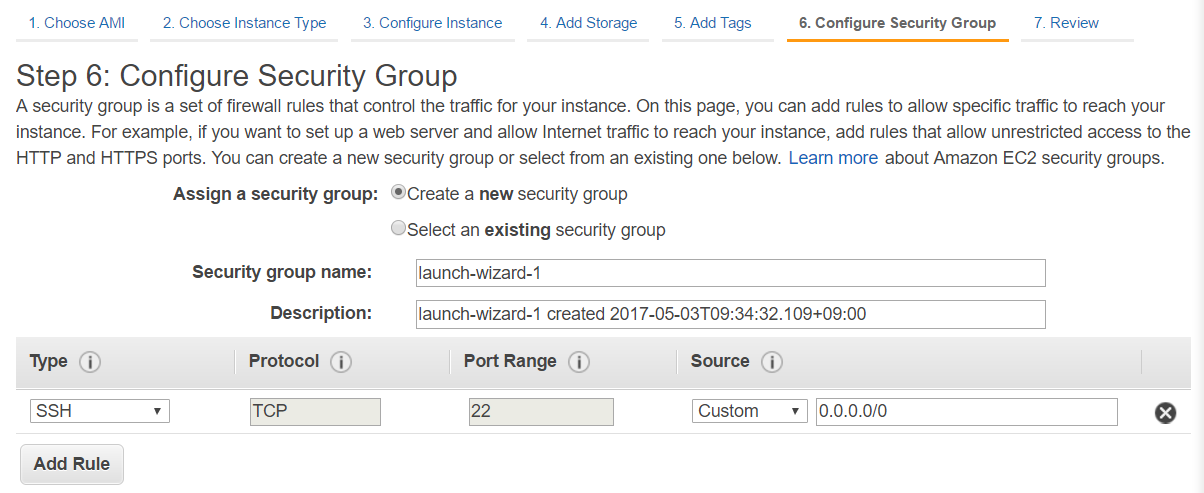 1. Choose AMI 2. Choose Instance Type 3. Configure Instance 4. Add Storage 5. Add Tags 6. Configure Security Group 7. Review
Step 6: Configure Security Group
A security group is a set of firewall rules that control the traffic for your instance. On this page, you can add rules to allow specific traffic to reach your
instance. For example, if you want to set up a web server and allow Internet traffic to reach your instance, add rules that allow unrestricted access to the
HTTP and HTTPS ports. You can create a new security group or select from an existing one below. Learn more about Amazon EC2 security groups.
Assign a security group: Create a new security group
Select an existing security group
Security group name: launch-wizard-1
Description: launch-wizard-1 created 2017-05-03T09:34:32.109+09:00
Type i Protocol i Port Range i Source i
SSH TCP 22 Custom 0.0.0.0/0
Add Rule